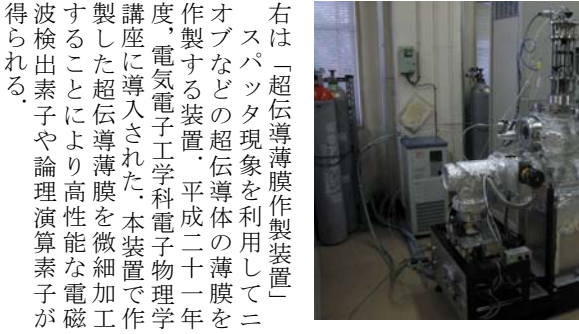 右は「超伝導薄膜作製装置」
スパッタ現象を利用してニ
オブなどの超伝導体の薄膜を
作製する装置．平成二十一年
度，電気電子工学科電子物理学
講座に導入された．本装置で作
製した超伝導薄膜を微細加工
することにより高性能な電磁
波検出素子や論理演算素子が
得られる．